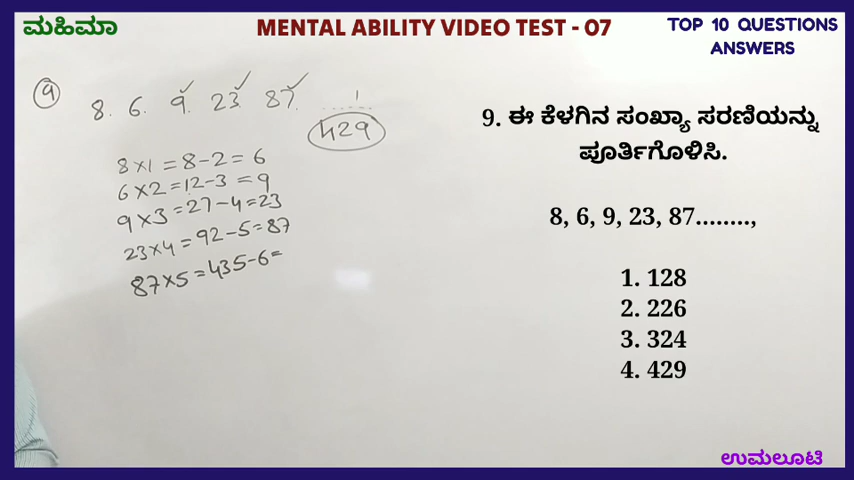 ಮಹಿಮಾ
MENTAL ABILITY VIDEO TEST - 07
TOP 10 QUESTIONS
ANSWERS
9
8. 6. 9. 23. 87. ......
429
8×1 = 8-2 = 6
6×2 = 12-3 = 9
9×3 = 27-4 = 23
23×4 = 92-5 = 87
87×5 = 435-6 =
9. ಈ ಕೆಳಗಿನ ಸಂಖ್ಯಾ ಸರಣಿಯನ್ನು
ಪೂರ್ತಿಗೊಳಿಸಿ.
8, 6, 9, 23, 87........,
1. 128
2. 226
3. 324
4. 429
ಉಮಲೂಟಿ